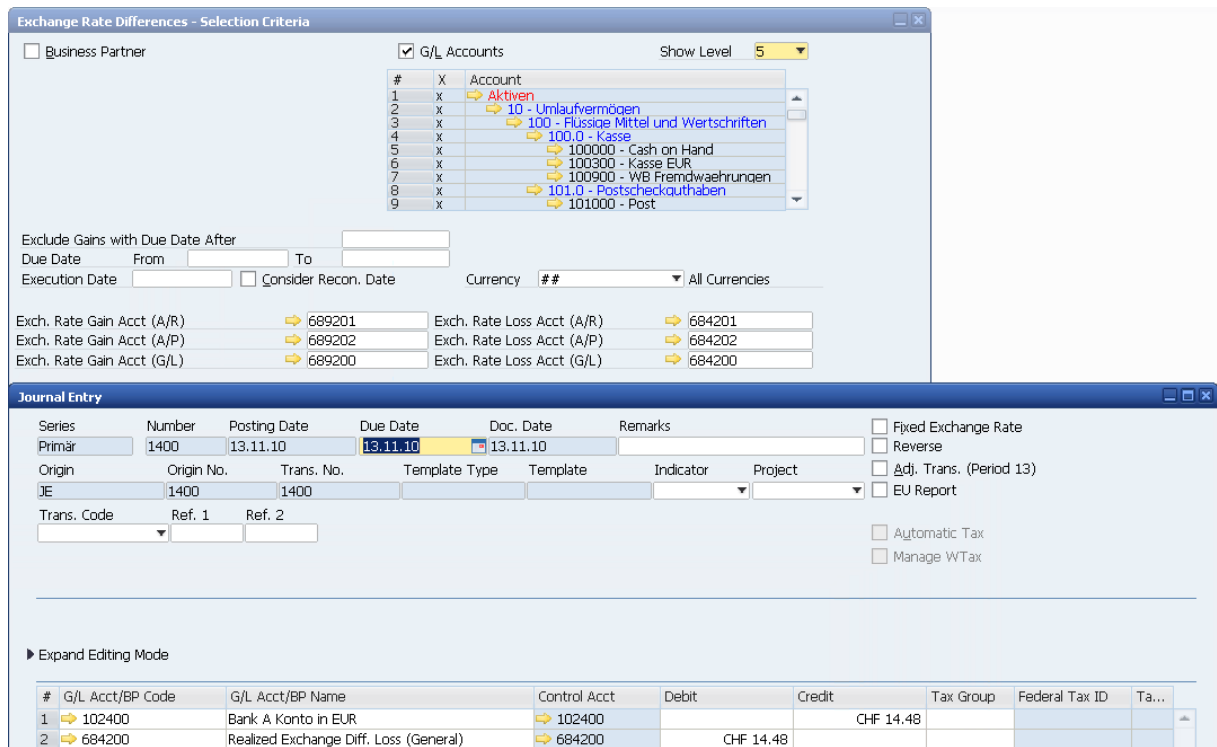 Exchange Rate Differences - Selection Criteria
Business Partner G/L Accounts Show Level 5
# X Account
1 x Aktiven
2 x 10 - Umlaufvermögen
3 x 100 - Flüssige Mittel und Wertschriften
4 x 100.0 - Kasse
5 x 100000 - Cash on Hand
6 x 100300 - Kasse EUR
7 x 100900 - WB Fremdwaehrungen
8 x 101.0 - Postscheckguthaben
9 x 101000 - Post
Exclude Gains with Due Date After
Due Date From To
Execution Date Consider Recon. Date Currency ## All Currencies
Exch. Rate Gain Acct (A/R) 689201 Exch. Rate Loss Acct (A/R) 684201
Exch. Rate Gain Acct (A/P) 689202 Exch. Rate Loss Acct (A/P) 684202
Exch. Rate Gain Acct (G/L) 689200 Exch. Rate Loss Acct (G/L) 684200
Journal Entry
Series Number Posting Date Due Date Doc. Date Remarks Fixed Exchange Rate
Primär 1400 13.11.10 13.11.10 13.11.10 Reverse
Origin Origin No. Trans. No. Template Type Template Indicator Project Adj. Trans. (Period 13)
JE 1400 1400 EU Report
Trans. Code Ref. 1 Ref. 2
Automatic Tax
Manage WTax
Expand Editing Mode
# G/L Acct/BP Code G/L Acct/BP Name Control Acct Debit Credit Tax Group Federal Tax ID Ta...
1 102400 Bank A Konto in EUR 102400 CHF 14.48
2 684200 Realized Exchange Diff. Loss (General) 684200 CHF 14.48